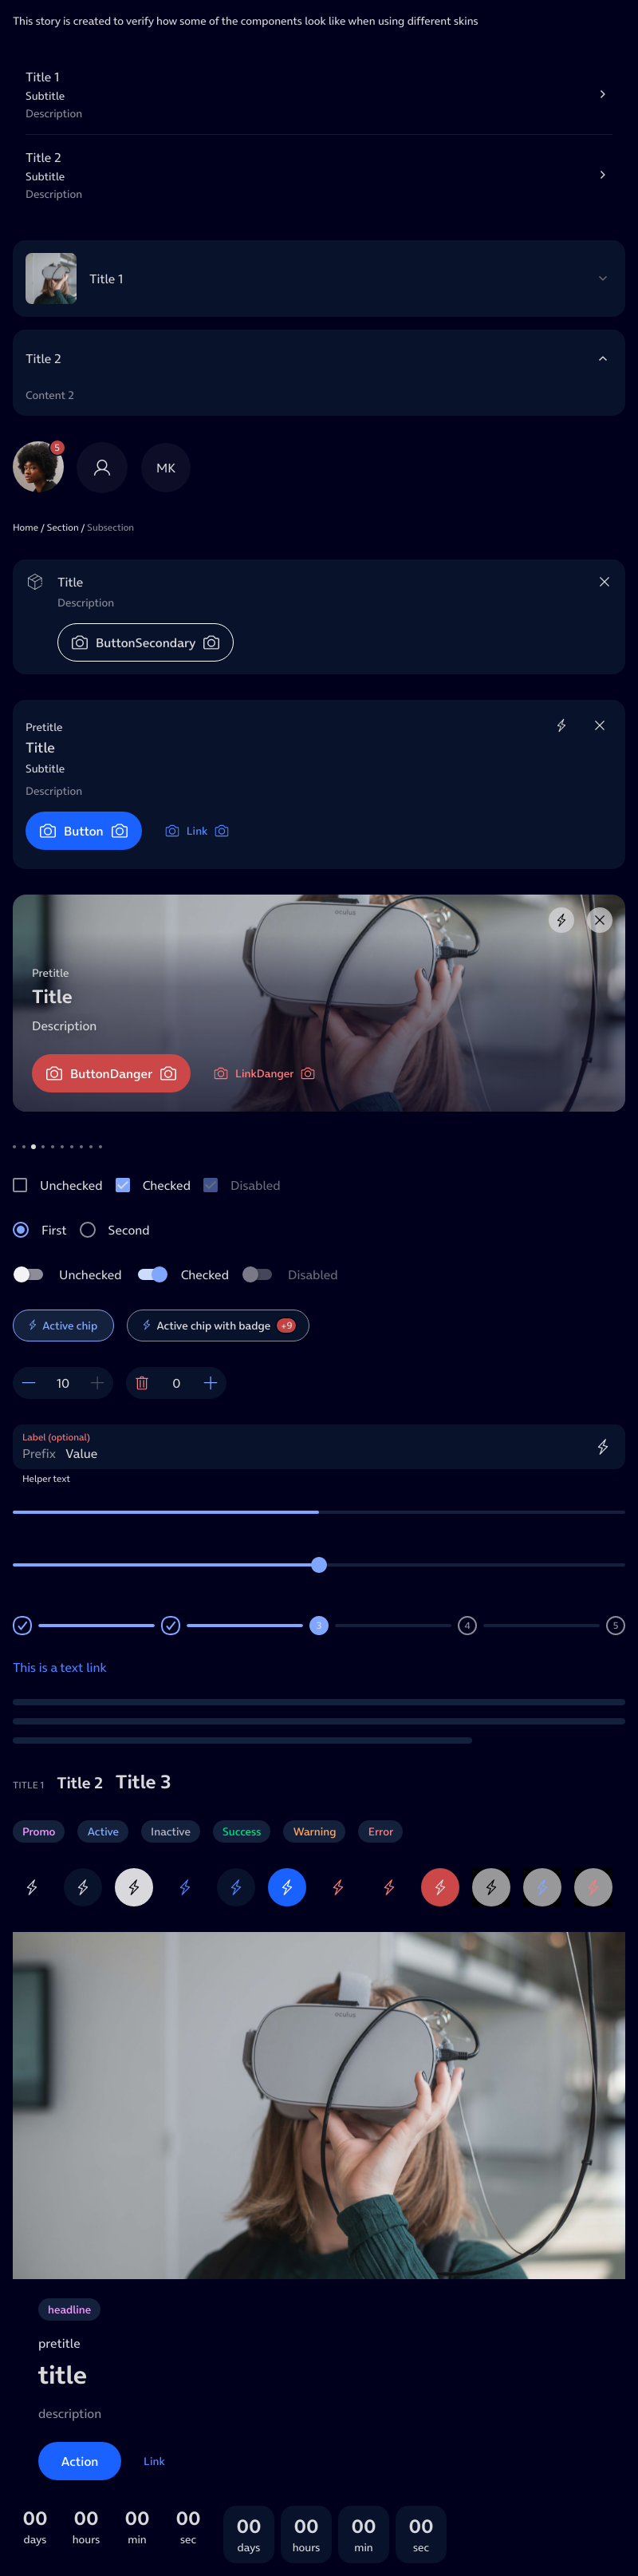 This story is created to verify how some of the components look like when using different skins
Title 1
Subtitle
Description
Title 2
Subtitle
Description
Title 1
Title 2
Content 2
5
MK
Home / Section / Subsection
Title
Description
ButtonSecondary
Pretitle
Title
Subtitle
Description
Button Link
oculus
Pretitle
Title
Description
ButtonDanger LinkDanger
Unchecked Checked Disabled
First Second
Unchecked Checked Disabled
Active chip Active chip with badge +9
10 0
Label (optional)
Prefix Value
Helper text
3 4 5
This is a text link
TITLE 1 Title 2 Title 3
Promo Active Inactive Success Warning Error
oculus
headline
pretitle
title
description
Action Link
00 00 00 00 00 00 00 00
days hours min sec days hours min sec